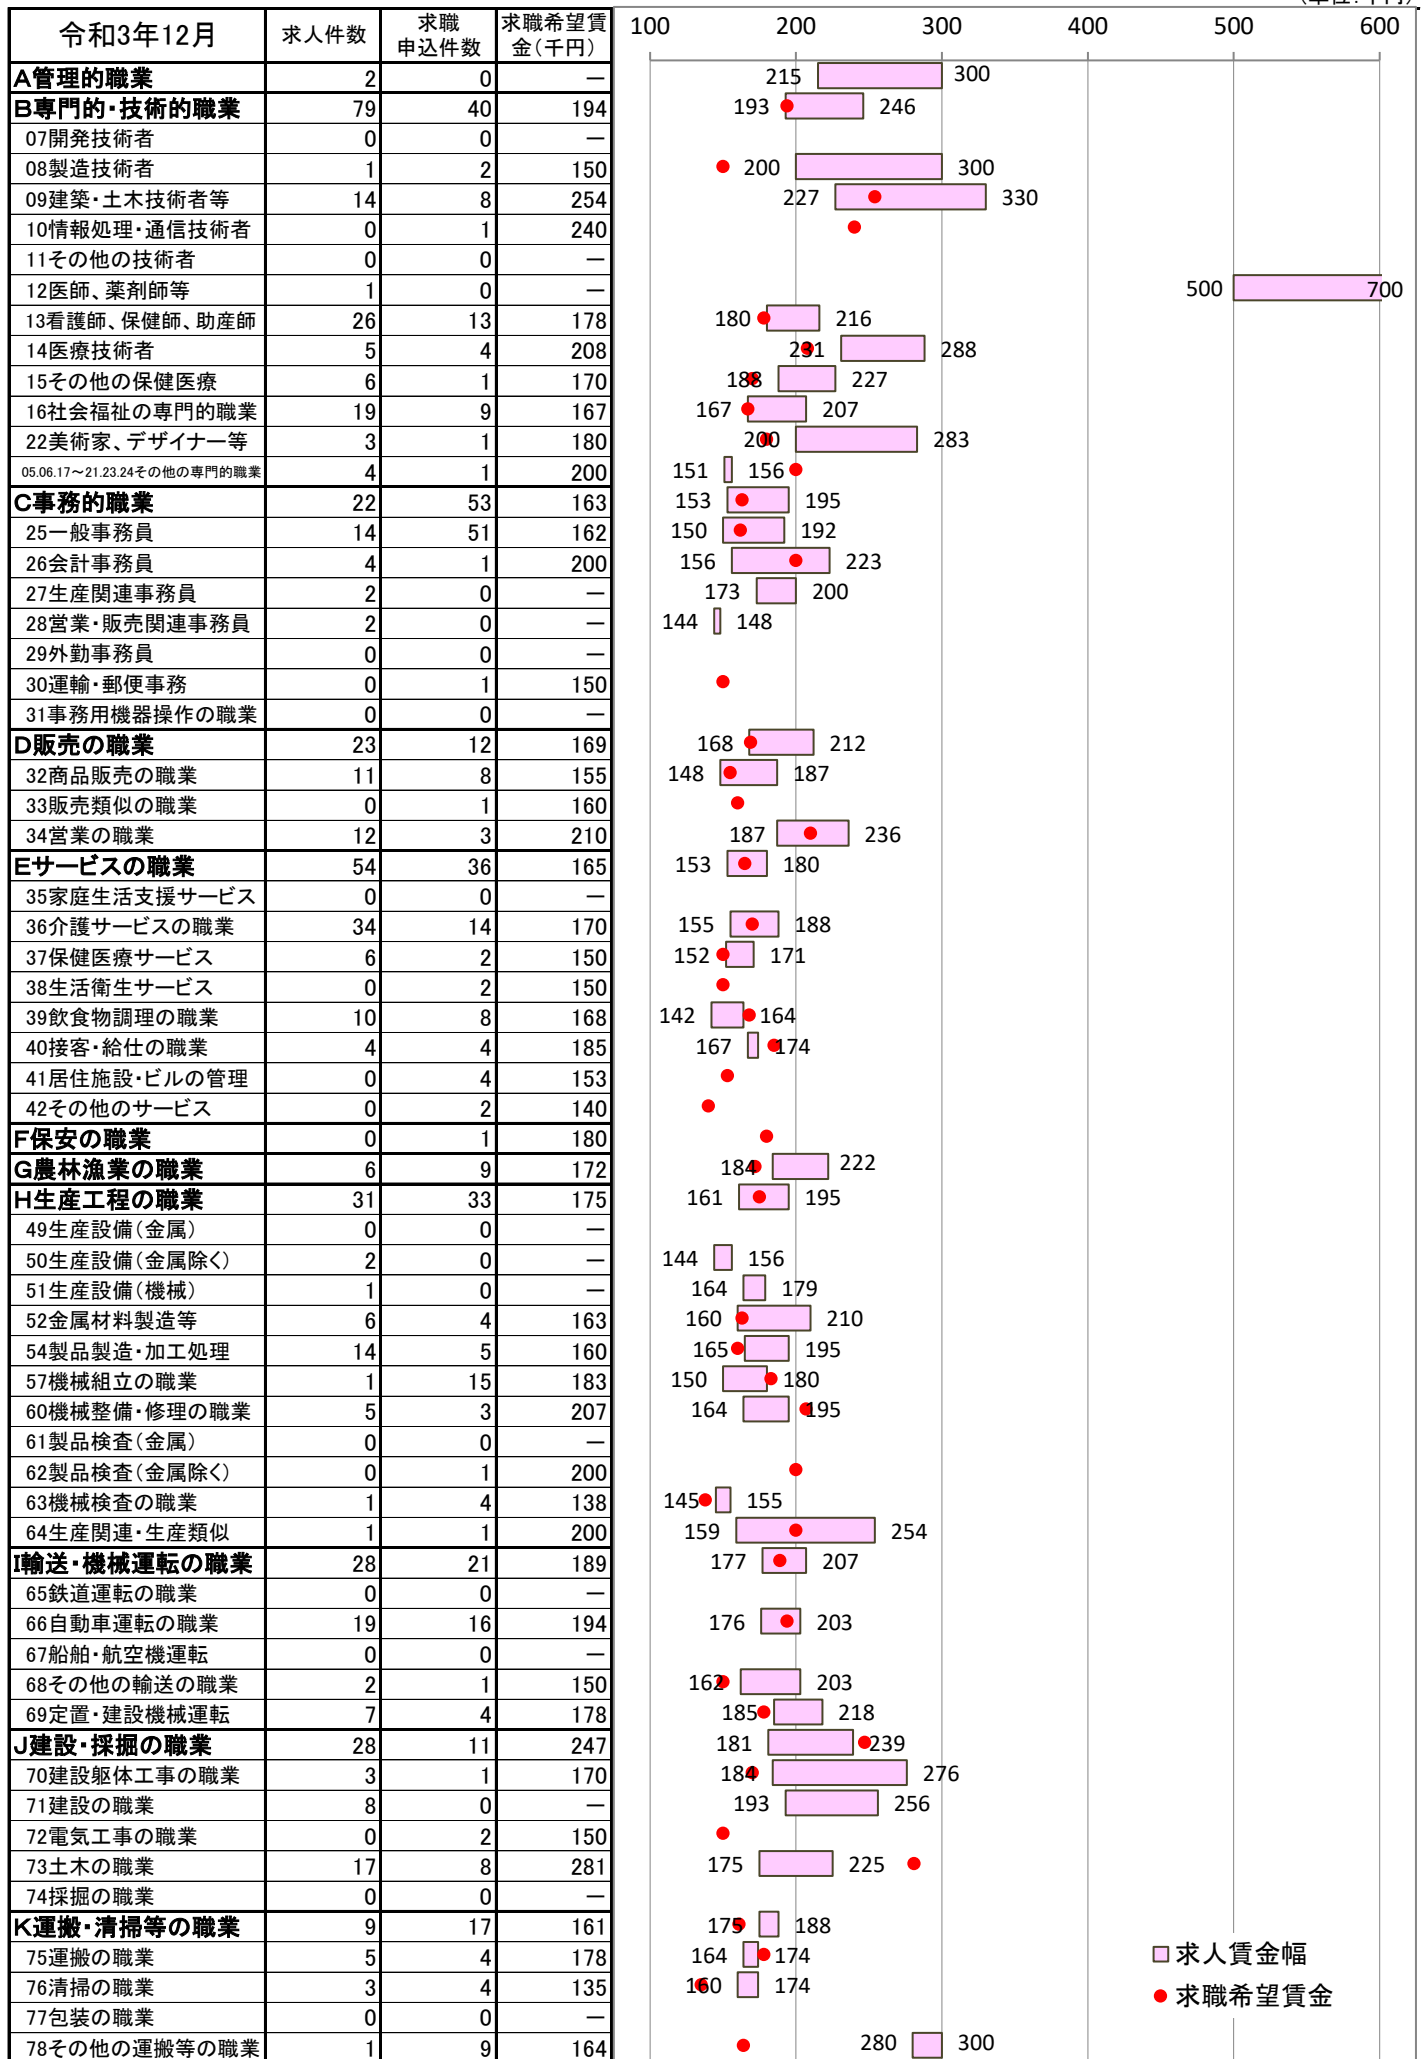 (単位:千円)
令和3年12月 求人件数 求職申込件数 求職希望賃金(千円) 100 200 300 400 500 600
A管理的職業 2 0 ― 215 300
B専門的・技術的職業 79 40 194 193 246
07開発技術者 0 0 ―
08製造技術者 1 2 150 200 300
09建築・土木技術者等 14 8 254 227 330
10情報処理・通信技術者 0 1 240
11その他の技術者 0 0 ―
12医師、薬剤師等 1 0 ― 500 700
13看護師、保健師、助産師 26 13 178 180 216
14医療技術者 5 4 208 231 288
15その他の保健医療 6 1 170 188 227
16社会福祉の専門的職業 19 9 167 167 207
22美術家、デザイナー等 3 1 180 200 283
05.06.17～21.23.24その他の専門的職業 4 1 200 151 156
C事務的職業 22 53 163 153 195
25一般事務員 14 51 162 150 192
26会計事務員 4 1 200 156 223
27生産関連事務員 2 0 ― 173 200
28営業・販売関連事務員 2 0 ― 144 148
29外勤事務員 0 0 ―
30運輸・郵便事務 0 1 150
31事務用機器操作の職業 0 0 ―
D販売の職業 23 12 169 168 212
32商品販売の職業 11 8 155 148 187
33販売類似の職業 0 1 160
34営業の職業 12 3 210 187 236
Eサービスの職業 54 36 165 153 180
35家庭生活支援サービス 0 0 ―
36介護サービスの職業 34 14 170 155 188
37保健医療サービス 6 2 150 152 171
38生活衛生サービス 0 2 150
39飲食物調理の職業 10 8 168 142 164
40接客・給仕の職業 4 4 185 167 174
41居住施設・ビルの管理 0 4 153
42その他のサービス 0 2 140
F保安の職業 0 1 180
G農林漁業の職業 6 9 172 184 222
H生産工程の職業 31 33 175 161 195
49生産設備(金属) 0 0 ―
50生産設備(金属除く) 2 0 ― 144 156
51生産設備(機械) 1 0 ― 164 179
52金属材料製造等 6 4 163 160 210
54製品製造・加工処理 14 5 160 165 195
57機械組立の職業 1 15 183 150 180
60機械整備・修理の職業 5 3 207 164 195
61製品検査(金属) 0 0 ―
62製品検査(金属除く) 0 1 200
63機械検査の職業 1 4 138 145 155
64生産関連・生産類似 1 1 200 159 254
I輸送・機械運転の職業 28 21 189 177 207
65鉄道運転の職業 0 0 ―
66自動車運転の職業 19 16 194 176 203
67船舶・航空機運転 0 0 ―
68その他の輸送の職業 2 1 150 162 203
69定置・建設機械運転 7 4 178 185 218
J建設・採掘の職業 28 11 247 181 239
70建設躯体工事の職業 3 1 170 184 276
71建設の職業 8 0 ― 193 256
72電気工事の職業 0 2 150
73土木の職業 17 8 281 175 225
74採掘の職業 0 0 ―
K運搬・清掃等の職業 9 17 161 175 188
75運搬の職業 5 4 178 164 174
76清掃の職業 3 4 135 160 174
77包装の職業 0 0 ―
78その他の運搬等の職業 1 9 164 280 300
求人賃金幅
求職希望賃金